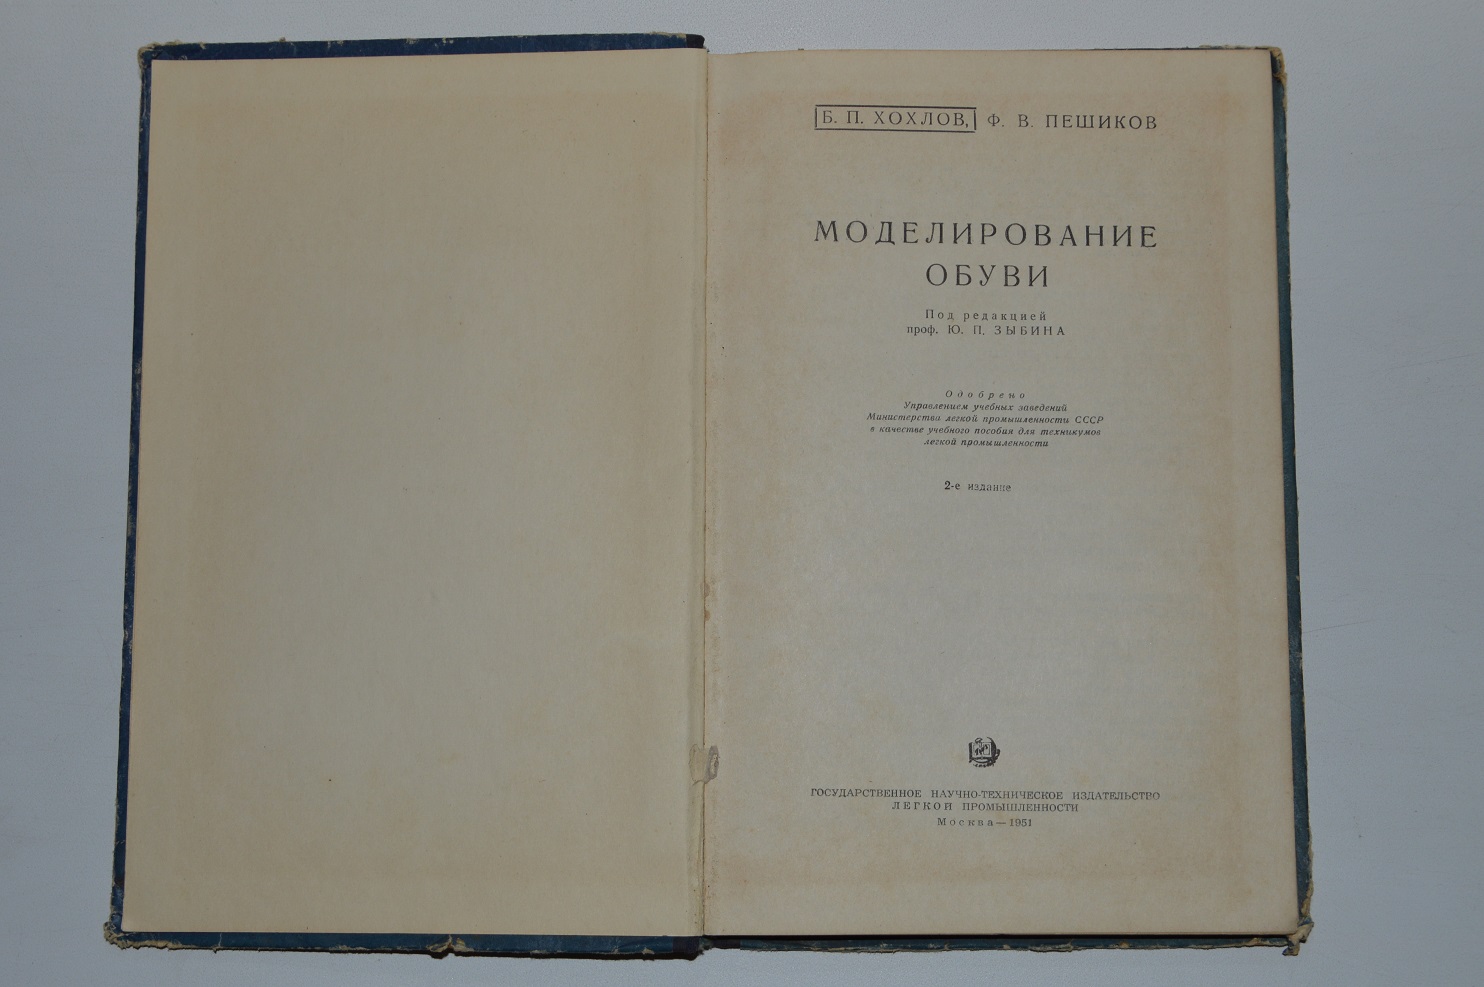 Б. П. ХОХЛОВ, Ф. В. ПЕШИКОВ
МОДЕЛИРОВАНИЕ
ОБУВИ
Под редакцией
проф. Ю. П. ЗЫБИНА
Одобрено
Управлением учебных заведений
Министерства легкой промышленности СССР
в качестве учебного пособия для техникумов
легкой промышленности
2-е издание
ГОСУДАРСТВЕННОЕ НАУЧНО-ТЕХНИЧЕСКОЕ ИЗДАТЕЛЬСТВО
ЛЕГКОЙ ПРОМЫШЛЕННОСТИ
Москва—1951